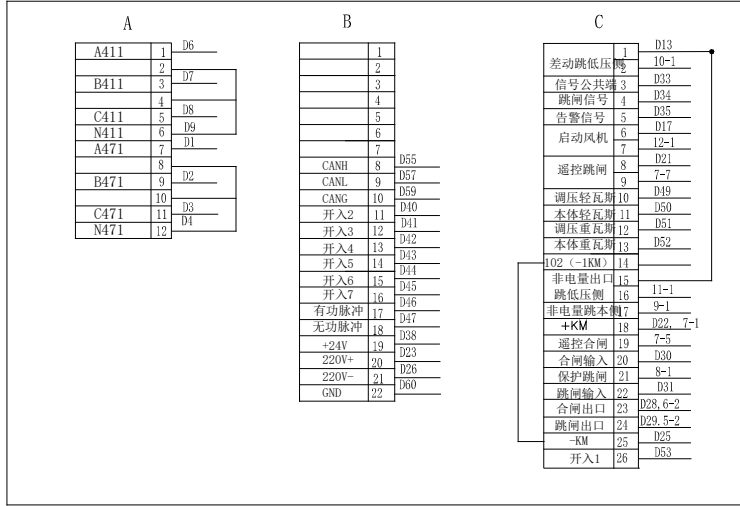 A
A411 1 D6
2
B411 3 D7
4
C411 5 D8
N411 6 D9
A471 7 D1
8
B471 9 D2
10
C471 11 D3
N471 12 D4
B
1
2
3
4
5
6
7
CANH 8 D55
CANL 9 D57
CANG 10 D59
开入2 11 D40
开入3 12 D41
开入4 13 D42
开入5 14 D43
开入6 15 D44
开入7 16 D45
有功脉冲 17 D46
无功脉冲 18 D47
+24V 19 D38
220V+ 20 D23
220V- 21 D26
GND 22 D60
C
差动跳低压侧 1 D13
2 10-1
信号公共端 3 D33
跳闸信号 4 D34
告警信号 5 D35
启动风机 6 D17
7 12-1
遥控跳闸 8 D21
9 7-7
调压轻瓦斯 10 D49
本体轻瓦斯 11 D50
调压重瓦斯 12 D51
本体重瓦斯 13 D52
102（-1KM） 14
非电量出口 15
跳低压侧 16 11-1
非电量跳本侧 17 9-1
+KM 18 D22, 7-1
遥控合闸 19 7-5
合闸输入 20 D30
保护跳闸 21 8-1
跳闸输入 22 D31
合闸出口 23 D28,6-2
跳闸出口 24 D29.5-2
-KM 25 D25
开入1 26 D53